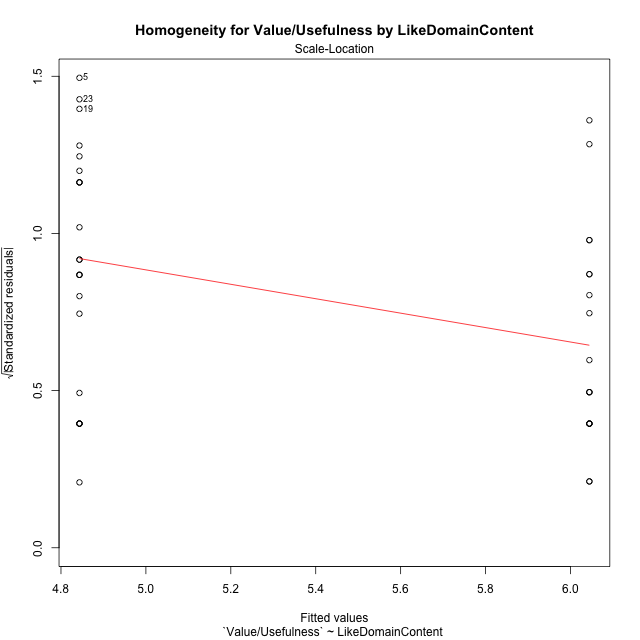 Homogeneity for Value/Usefulness by LikeDomainContent
Scale-Location
√|Standardized residuals|
1.5
1.0
0.5
0.0
5
23
19
4.8 5.0 5.2 5.4 5.6 5.8 6.0
Fitted values
`Value/Usefulness` ~ LikeDomainContent